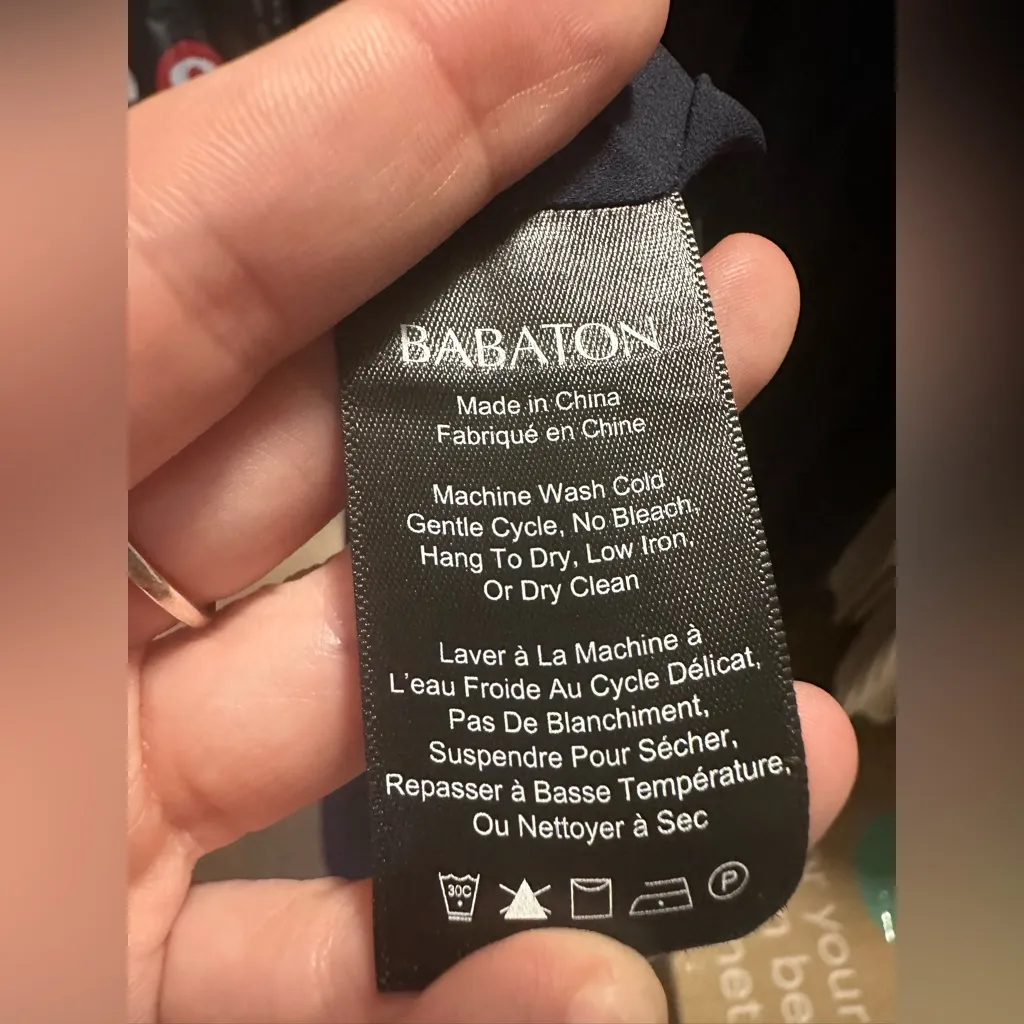 BABATON
Made in China
Fabriqué en Chine
Machine Wash Cold
Gentle Cycle, No Bleach,
Hang To Dry, Low Iron,
Or Dry Clean
Laver à La Machine à
L'eau Froide Au Cycle Délicat,
Pas De Blanchiment,
Suspendre Pour Sécher,
Repasser à Basse Température,
Ou Nettoyer à Sec
30C
P
your
be